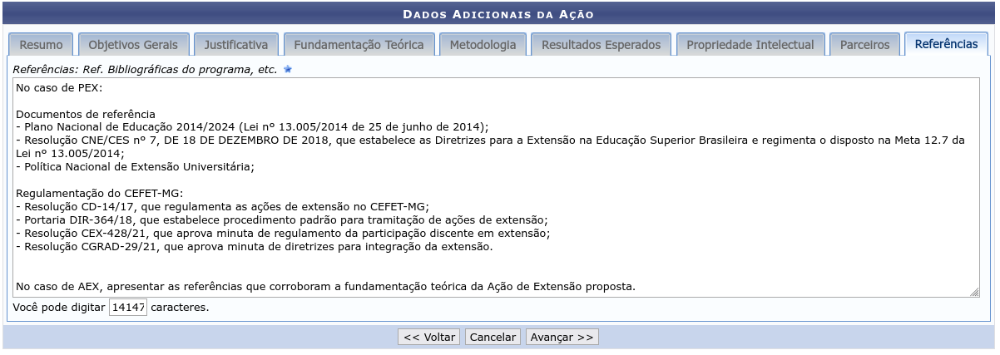 Dados Adicionais da Ação
Resumo Objetivos Gerais Justificativa Fundamentação Teórica Metodologia Resultados Esperados Propriedade Intelectual Parceiros Referências
Referências: Ref. Bibliográficas do programa, etc.
No caso de PEX:
Documentos de referência
- Plano Nacional de Educação 2014/2024 (Lei nº 13.005/2014 de 25 de junho de 2014);
- Resolução CNE/CES nº 7, DE 18 DE DEZEMBRO DE 2018, que estabelece as Diretrizes para a Extensão na Educação Superior Brasileira e regimenta o disposto na Meta 12.7 da
Lei nº 13.005/2014;
- Política Nacional de Extensão Universitária;
Regulamentação do CEFET-MG:
- Resolução CD-14/17, que regulamenta as ações de extensão no CEFET-MG;
- Portaria DIR-364/18, que estabelece procedimento padrão para tramitação de ações de extensão;
- Resolução CEX-428/21, que aprova minuta de regulamento da participação discente em extensão;
- Resolução CGRAD-29/21, que aprova minuta de diretrizes para integração da extensão.
No caso de AEX, apresentar as referências que corroboram a fundamentação teórica da Ação de Extensão proposta.
Você pode digitar 14147 caracteres.
<< Voltar Cancelar Avançar >>